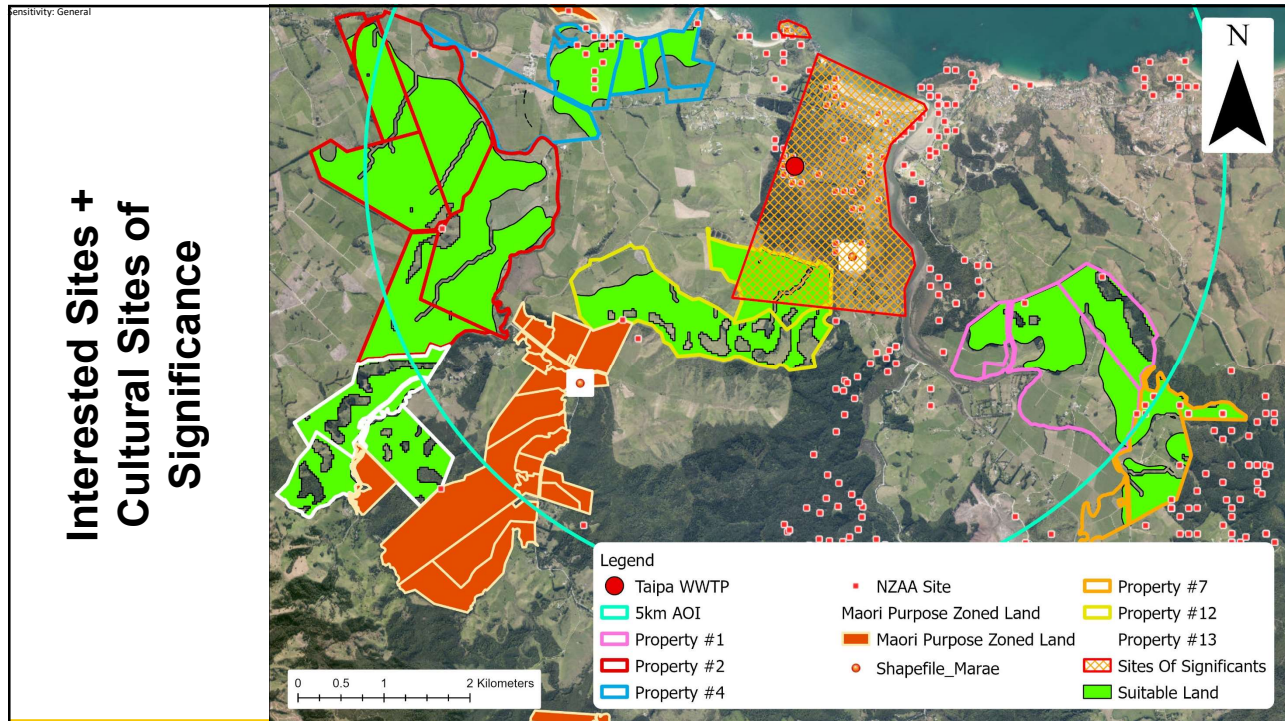 Sensitivity: General
Interested Sites +
Cultural Sites of
Significance
N
Legend
Taipa WWTP
5km AOI
Property #1
Property #2
Property #4
NZAA Site
Maori Purpose Zoned Land
Maori Purpose Zoned Land
Shapefile_Marae
Property #7
Property #12
Property #13
Sites Of Significants
Suitable Land
0 0.5 1 2 Kilometers